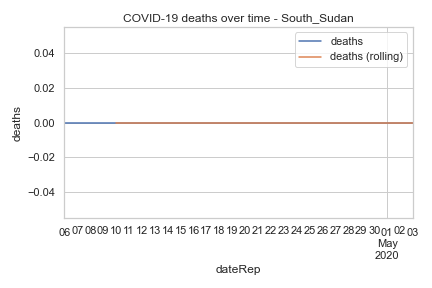 COVID-19 deaths over time - South_Sudan
deaths
deaths (rolling)
0.04
0.02
0.00
−0.02
−0.04
deaths
06 07 08 09 10 11 12 13 14 15 16 17 18 19 20 21 22 23 24 25 26 27 28 29 30 01 02 03
May
2020
dateRep